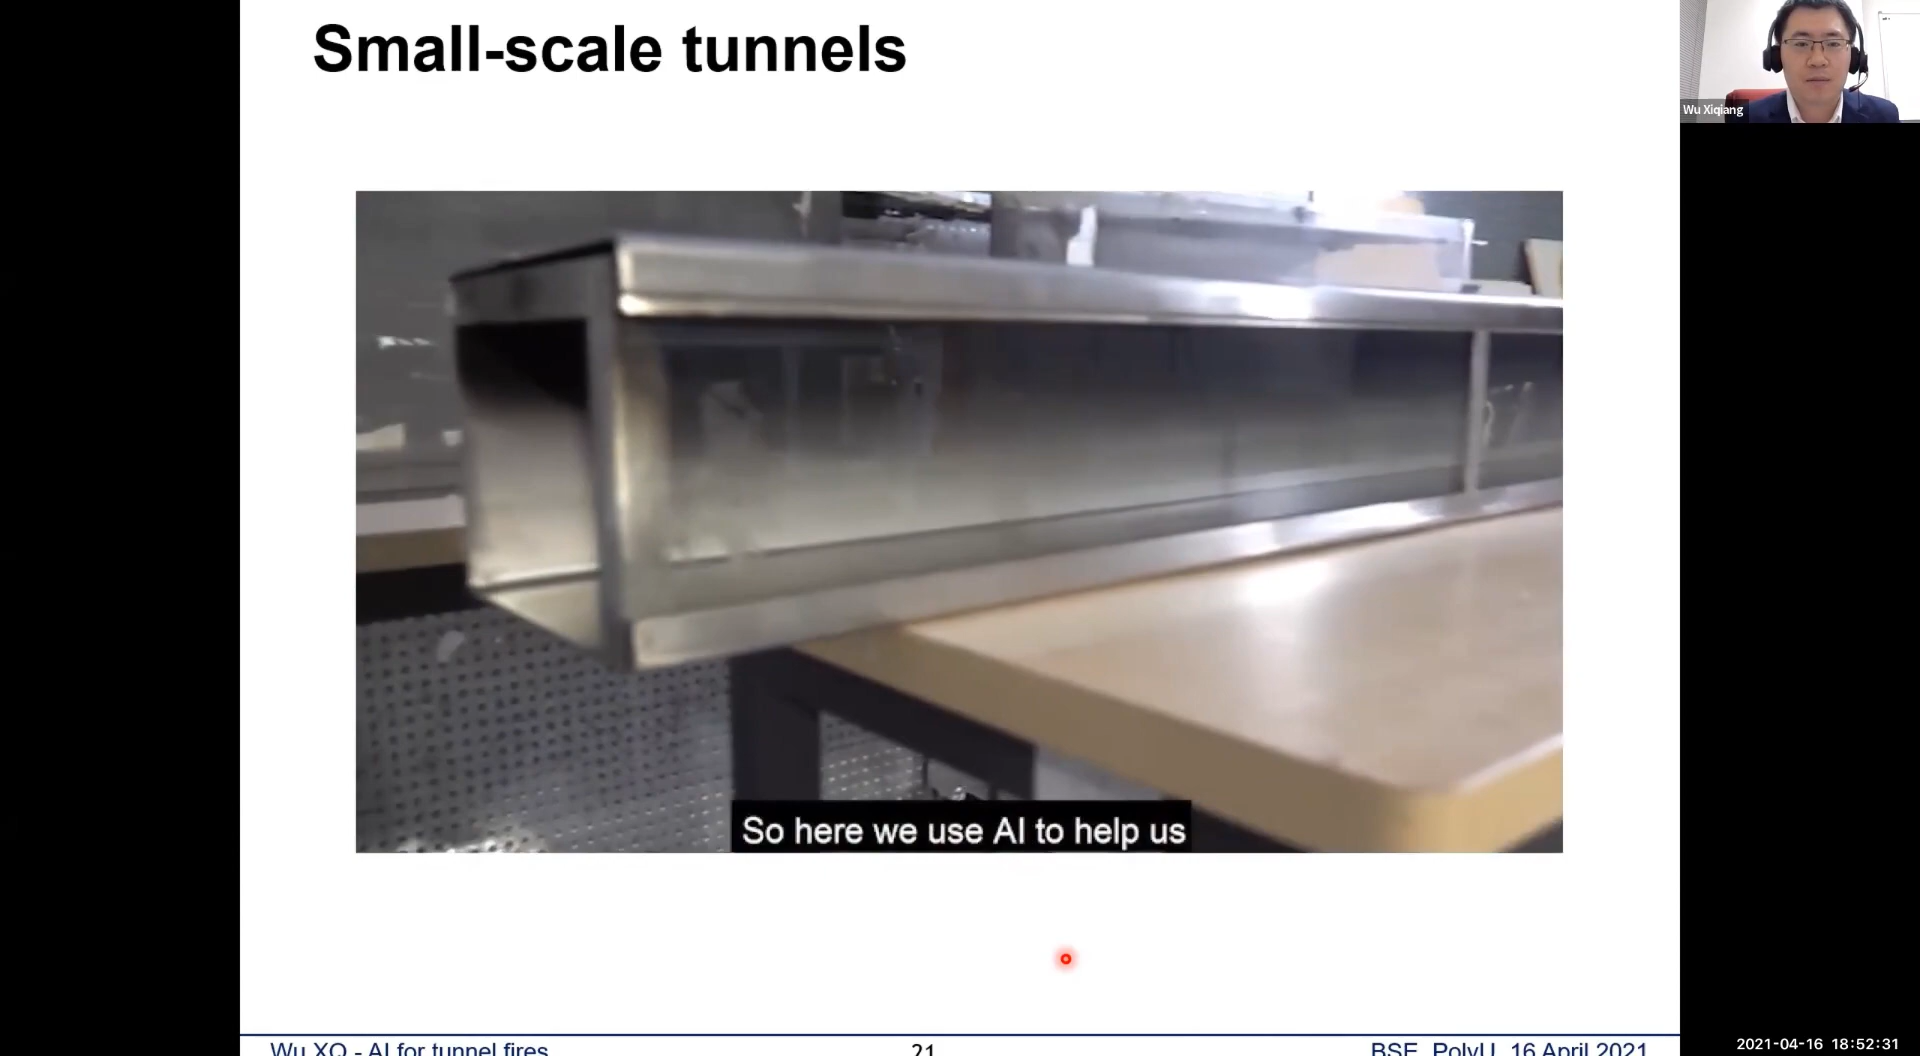 Small-scale tunnels
Wu Xiqiang
So here we use AI to help us
Wu XQ - AI for tunnel fires
21
BSE, PolyU, 16 April 2021
2021-04-16 18:52:31